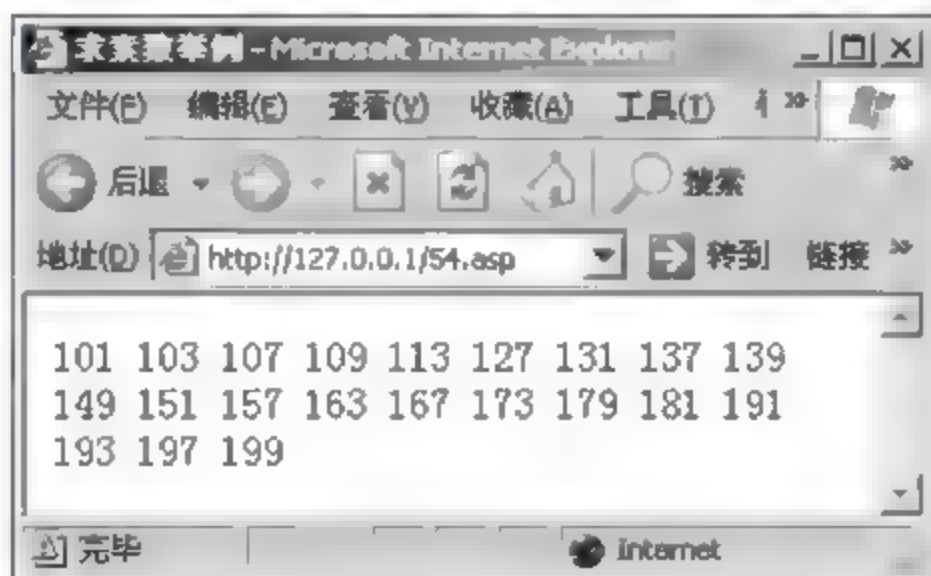 求素数举例 - Microsoft Internet Explorer
文件(F) 编辑(E) 查看(V) 收藏(A) 工具(T) »
后退 搜索 »
地址(D) http://127.0.0.1/54.asp 转到 链接 »
101 103 107 109 113 127 131 137 139
149 151 157 163 167 173 179 181 191
193 197 199
完毕 Internet